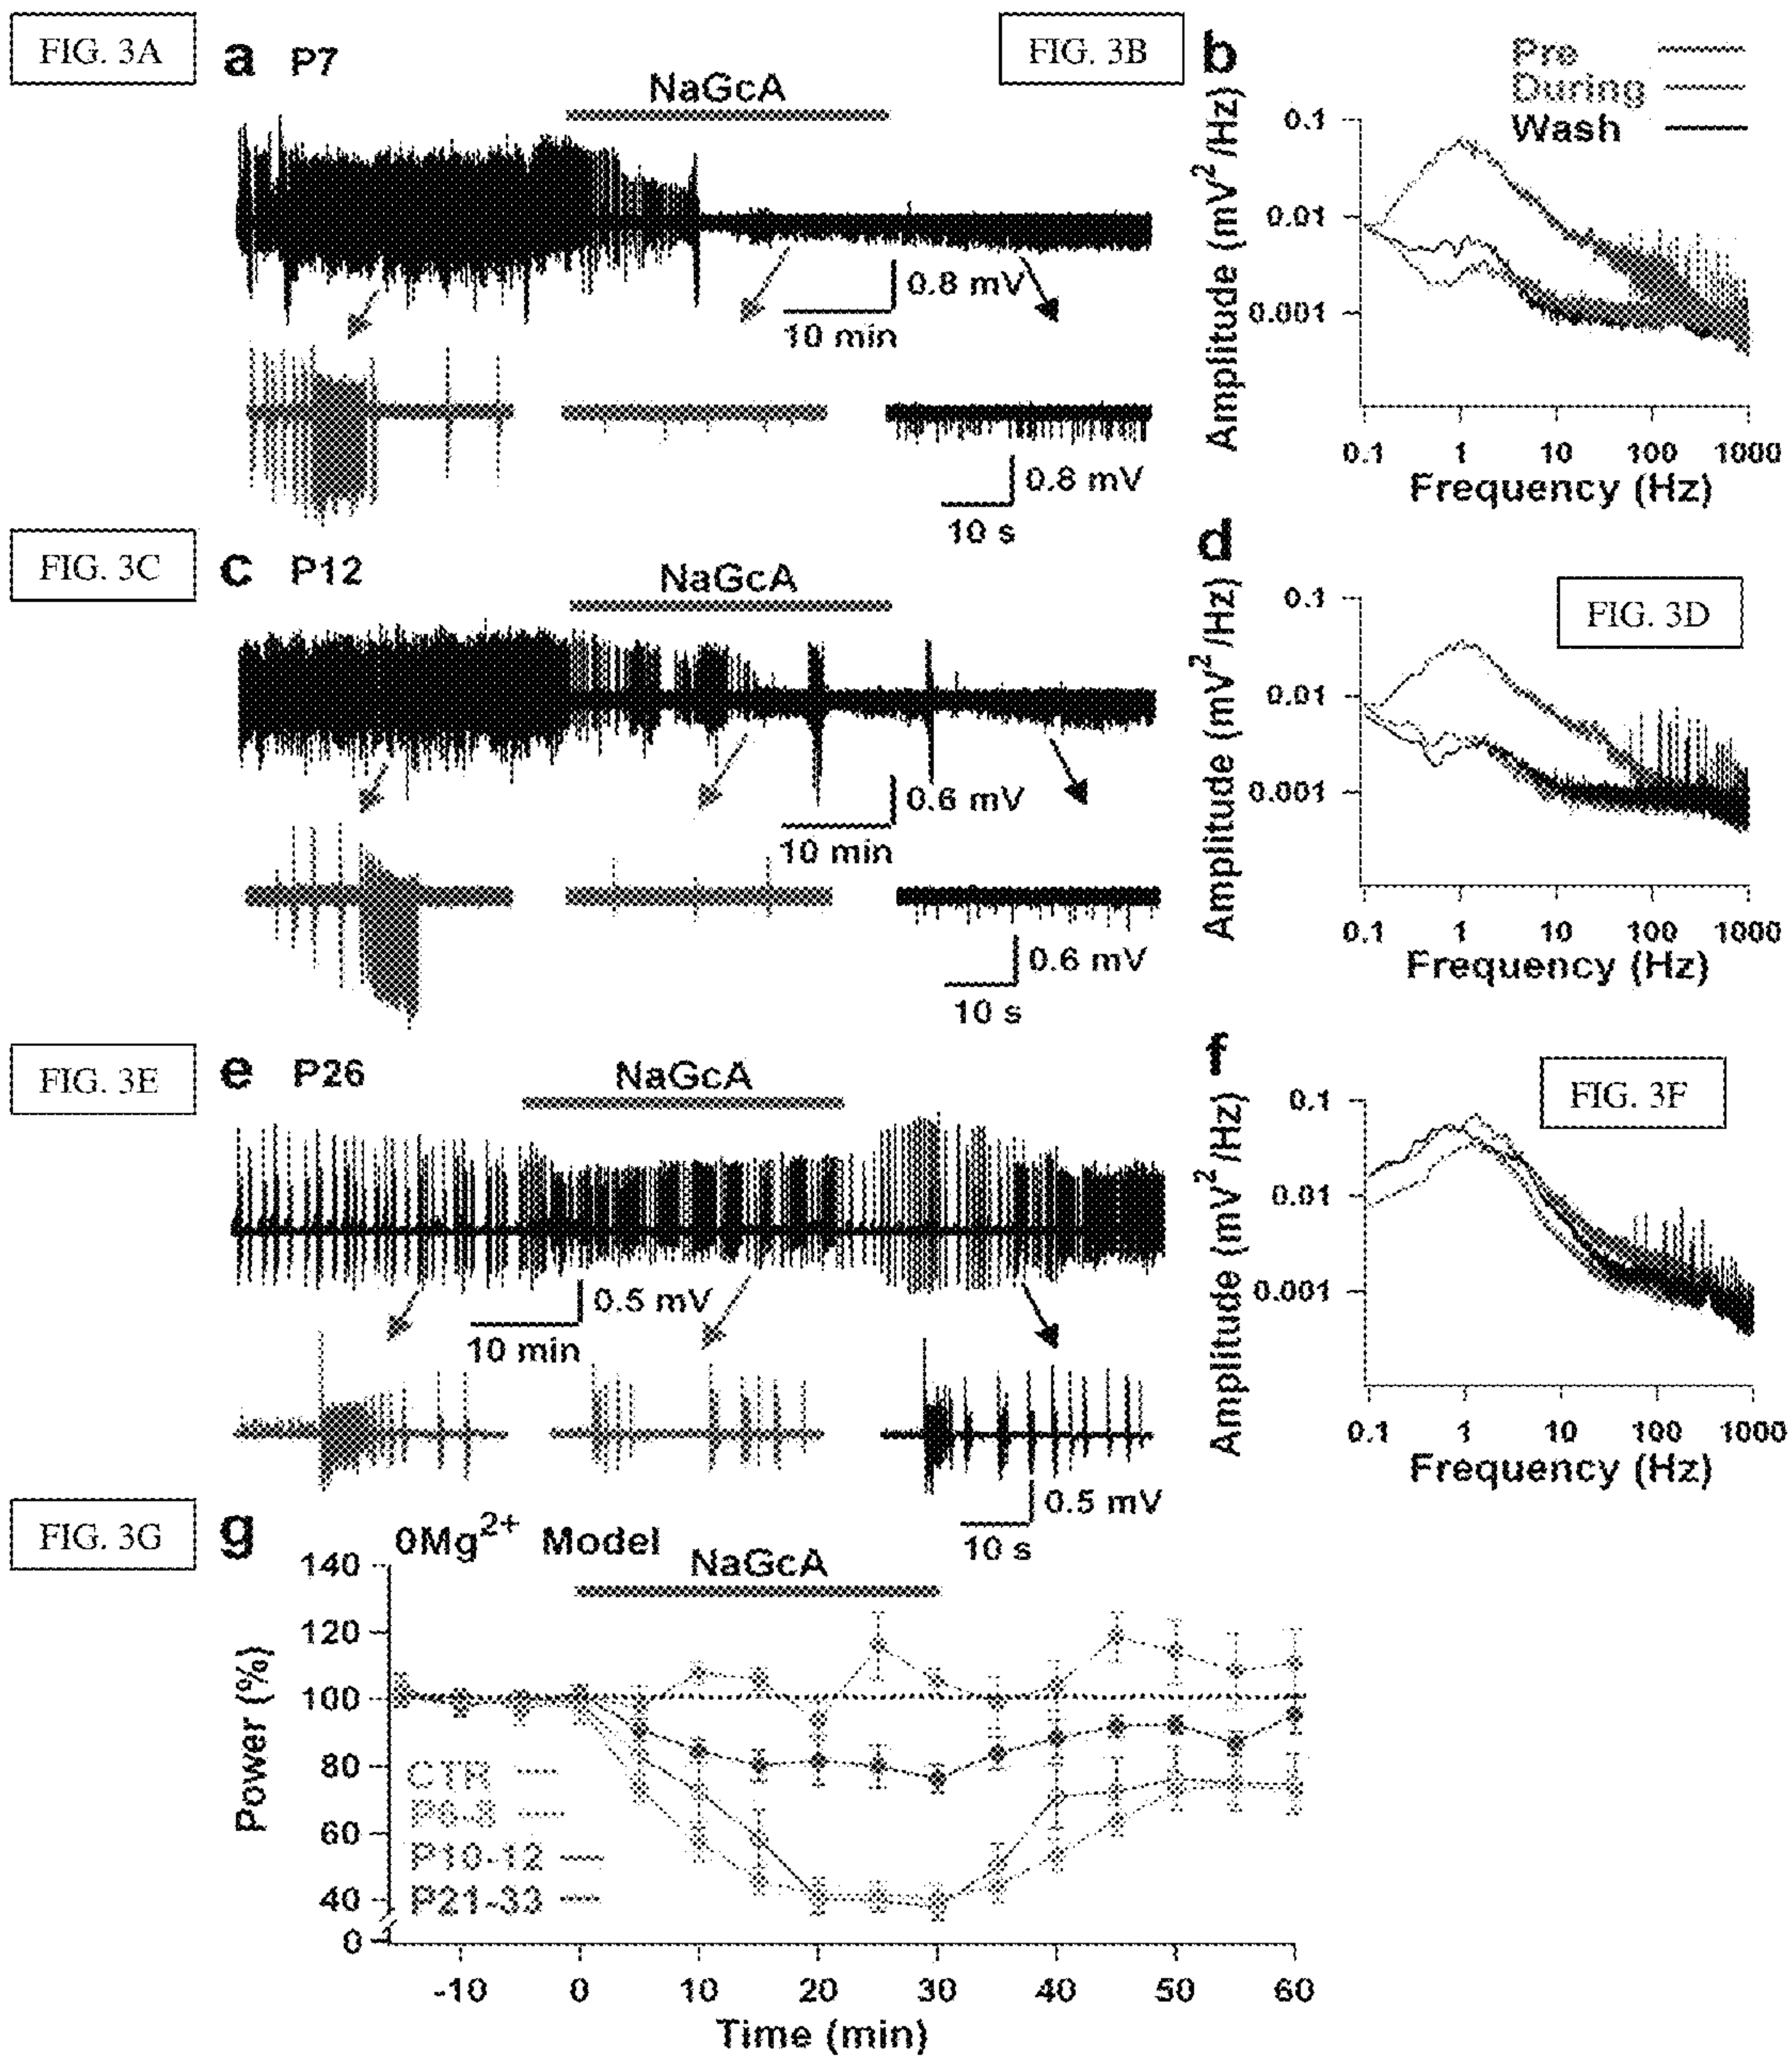 FIG. 3A
a P7
NaGcA
0.8 mV
10 min
0.8 mV
10 s
FIG. 3B
b
Pre
During
Wash
Amplitude (mV²/Hz)
0.1
0.01
0.001
0.1 1 10 100 1000
Frequency (Hz)
FIG. 3C
c P12
NaGcA
0.6 mV
10 min
0.6 mV
10 s
d
FIG. 3D
Amplitude (mV²/Hz)
0.1
0.01
0.001
0.1 1 10 100 1000
Frequency (Hz)
FIG. 3E
e P26
NaGcA
0.5 mV
10 min
0.5 mV
10 s
f
FIG. 3F
Amplitude (mV²/Hz)
0.1
0.01
0.001
0.1 1 10 100 1000
Frequency (Hz)
FIG. 3G
g 0Mg²⁺ Model
NaGcA
Power (%)
140
120
100
80
60
40
0
CTR
P6-8
P10-12
P21-33
-10 0 10 20 30 40 50 60
Time (min)